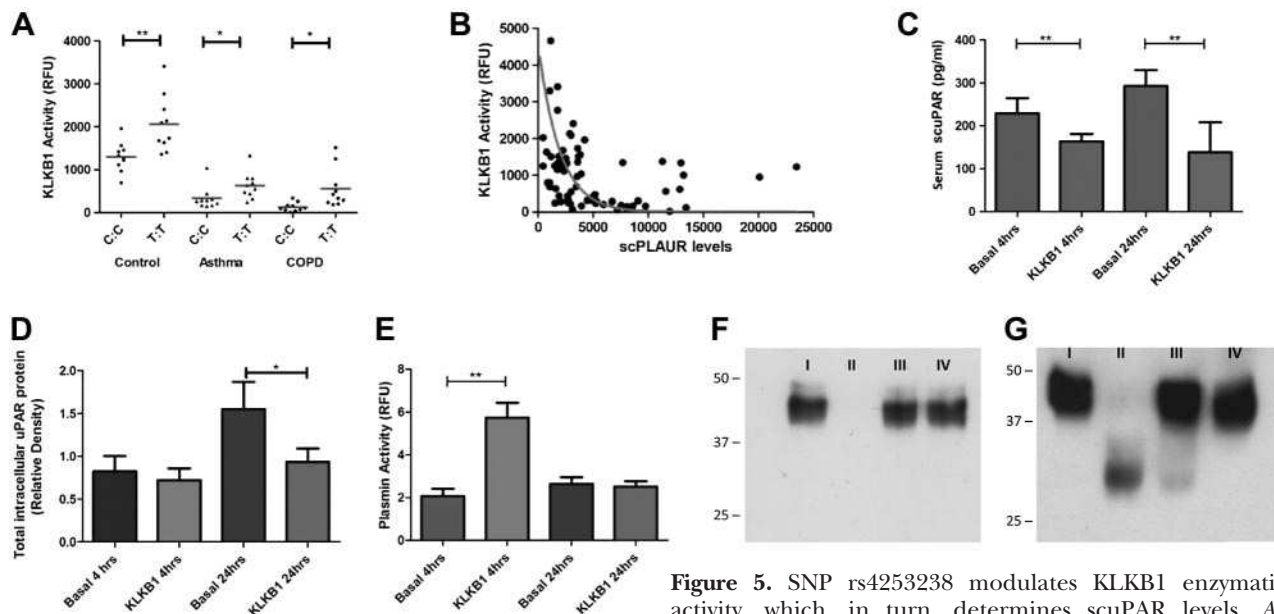 A
KLKB1 Activity (RFU)
4000
3000
2000
1000
0
**
*
*
C:C
T:T
C:C
T:T
C:C
T:T
Control
Asthma
COPD
B
KLKB1 Activity (RFU)
5000
4000
3000
2000
1000
0
0
5000
10000
15000
20000
25000
scPLAUR levels
C
Serum scuPAR (pg/ml)
400
300
200
100
0
**
**
Basal 4hrs
KLKB1 4hrs
Basal 24hrs
KLKB1 24hrs
D
Total intracellular uPAR protein
(Relative Density)
2.0
1.5
1.0
0.5
0.0
*
Basal 4 hrs
KLKB1 4hrs
Basal 24hrs
KLKB1 24hrs
E
Plasmin Activity (RFU)
8
6
4
2
0
**
Basal 4hrs
KLKB1 4hrs
Basal 24hrs
KLKB1 24hrs
F
I
II
III
IV
50
37
25
G
I
II
III
IV
50
37
25
Figure 5. SNP rs4253238 modulates KLKB1 enzymati
activity, which, in turn, determines scuPAR levels.